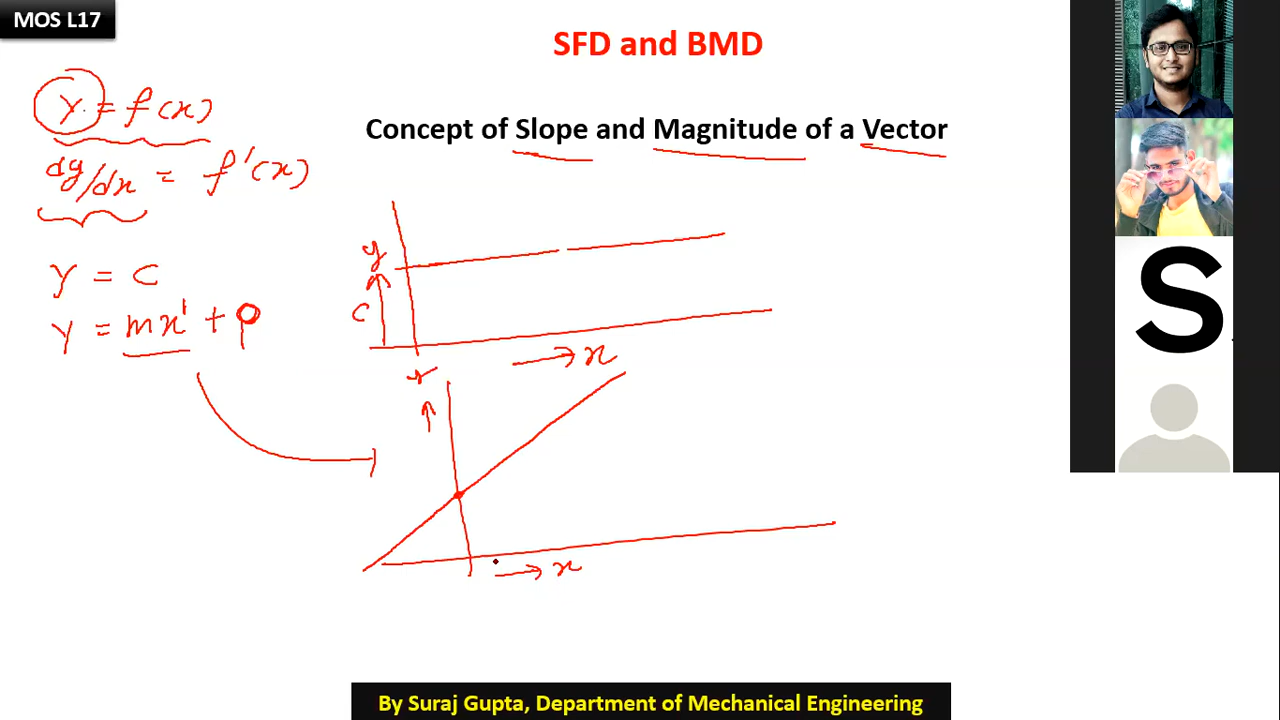 MOS L17
SFD and BMD
Concept of Slope and Magnitude of a Vector
y = f(x)
dy/dx = f'(x)
y = c
y = mx' + p
y
c
x
y
x
S
By Suraj Gupta, Department of Mechanical Engineering